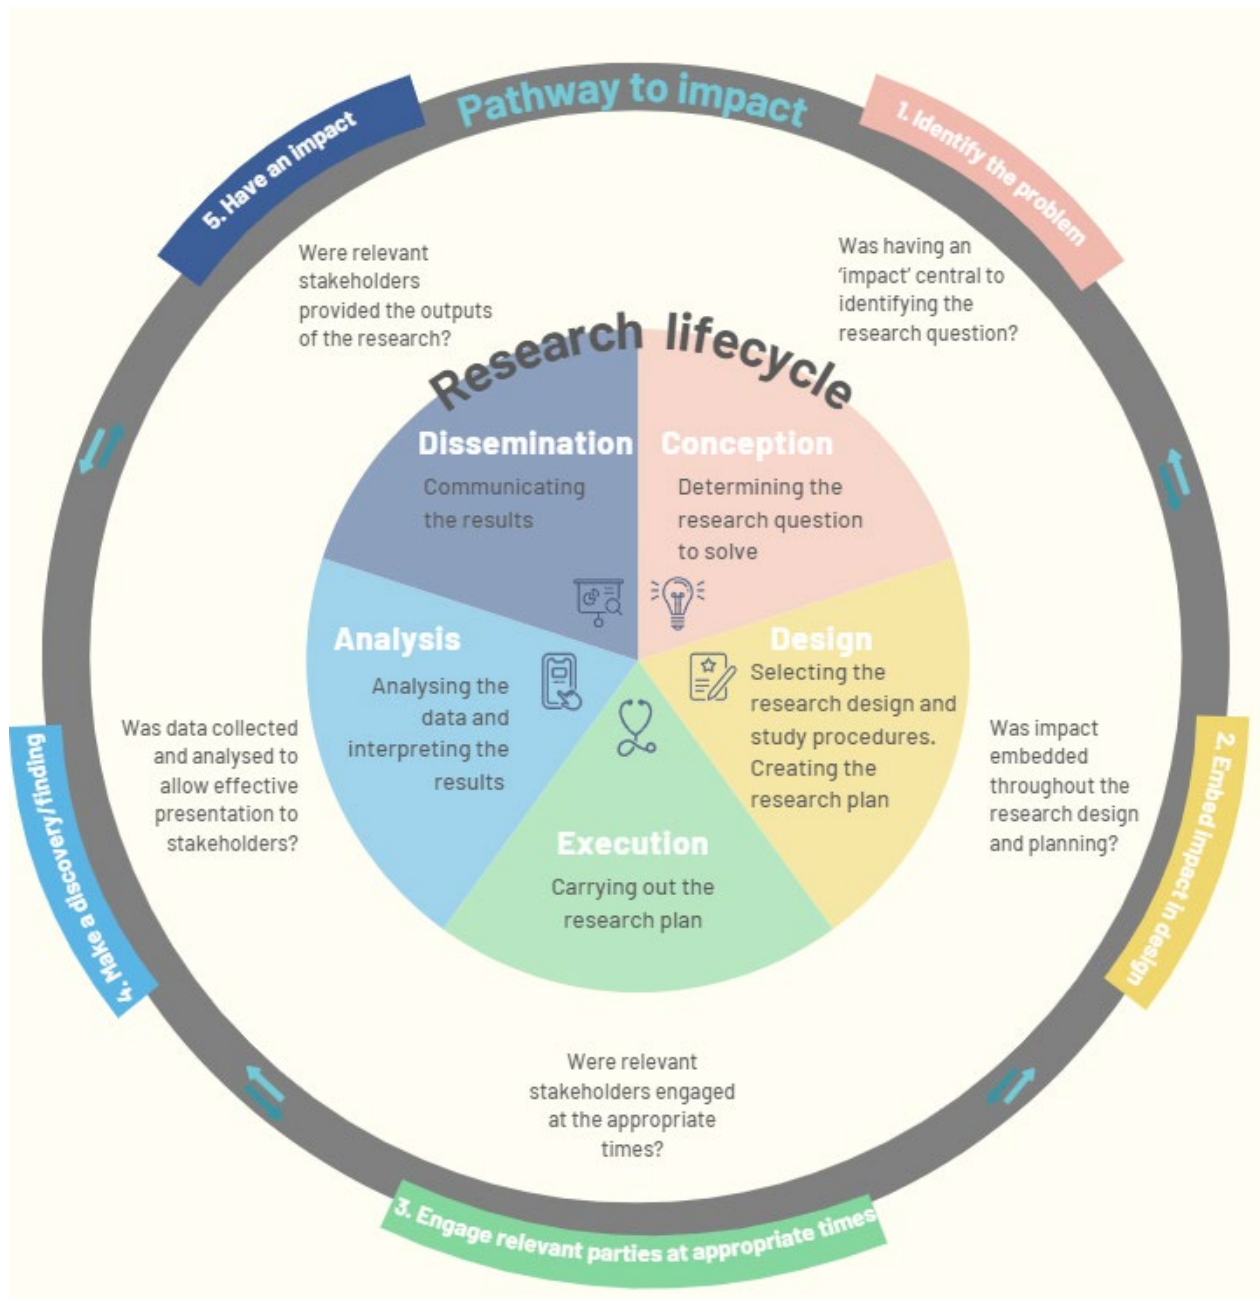 Pathway to impact
1. Identify the problem
Was having an
‘impact’ central to
identifying the
research question?
2. Embed impact in design
Was impact
embedded
throughout the
research design
and planning?
3. Engage relevant parties at appropriate times
Were relevant
stakeholders engaged
at the appropriate
times?
4. Make a discovery/finding
Was data collected
and analysed to
allow effective
presentation to
stakeholders?
5. Have an impact
Were relevant
stakeholders
provided the outputs
of the research?
Research lifecycle
Conception
Determining the
research question
to solve
Design
Selecting the
research design and
study procedures.
Creating the
research plan
Execution
Carrying out the
research plan
Analysis
Analysing the
data and
interpreting the
results
Dissemination
Communicating
the results